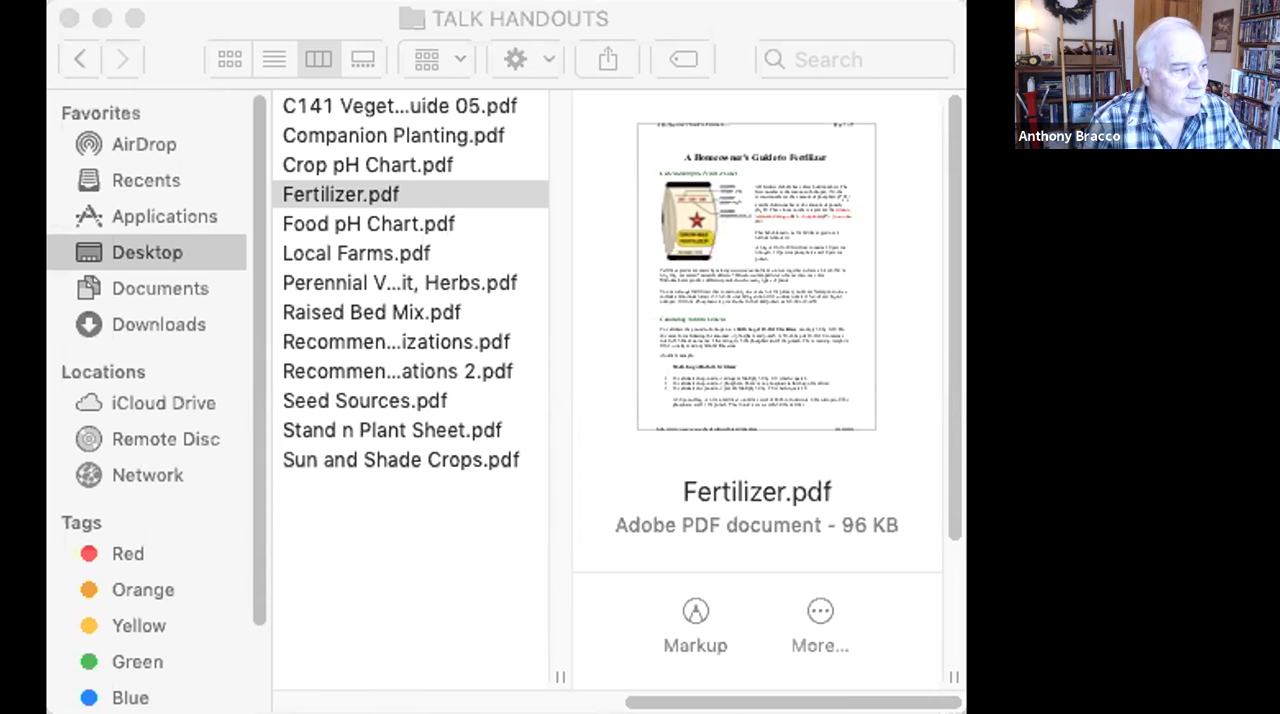 TALK HANDOUTS
Search
Favorites
AirDrop
Recents
Applications
Desktop
Documents
Downloads
Locations
iCloud Drive
Remote Disc
Network
Tags
Red
Orange
Yellow
Green
Blue
C141 Veget...uide 05.pdf
Companion Planting.pdf
Crop pH Chart.pdf
Fertilizer.pdf
Food pH Chart.pdf
Local Farms.pdf
Perennial V...it, Herbs.pdf
Raised Bed Mix.pdf
Recommen...izations.pdf
Recommen...ations 2.pdf
Seed Sources.pdf
Stand n Plant Sheet.pdf
Sun and Shade Crops.pdf
A Homeowner's Guide to Fertilizer
Fertilizer.pdf
Adobe PDF document - 96 KB
Markup
More...
Anthony Bracco